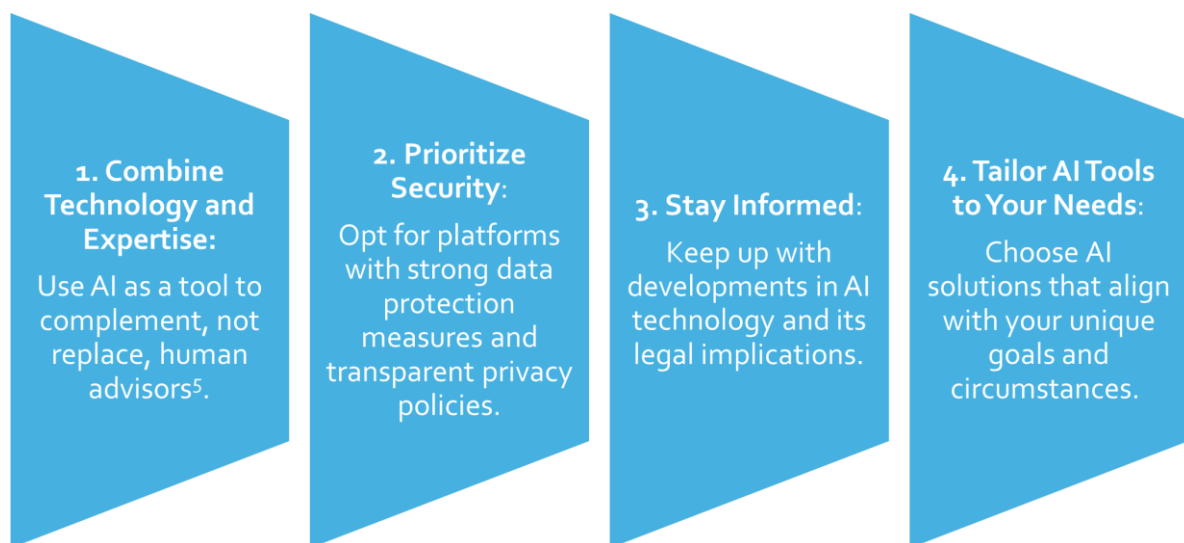 1. Combine
Technology and
Expertise:
Use AI as a tool to
complement, not
replace, human
advisors⁵.
2. Prioritize
Security:
Opt for platforms
with strong data
protection
measures and
transparent privacy
policies.
3. Stay Informed:
Keep up with
developments in AI
technology and its
legal implications.
4. Tailor AI Tools
to Your Needs:
Choose AI
solutions that align
with your unique
goals and
circumstances.